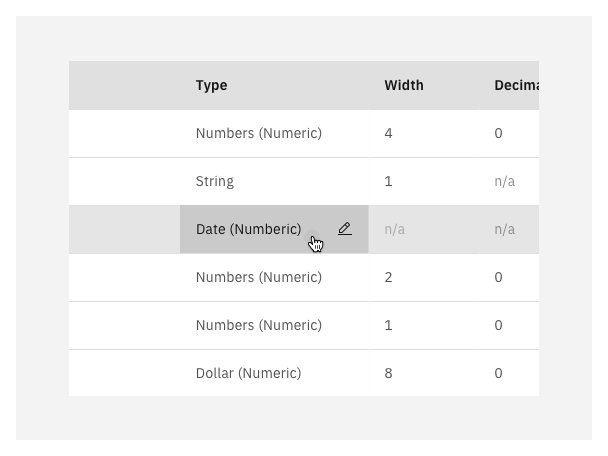 Type Width Decima
Numbers (Numeric) 4 0
String 1 n/a
Date (Numberic) n/a n/a
Numbers (Numeric) 2 0
Numbers (Numeric) 1 0
Dollar (Numeric) 8 0